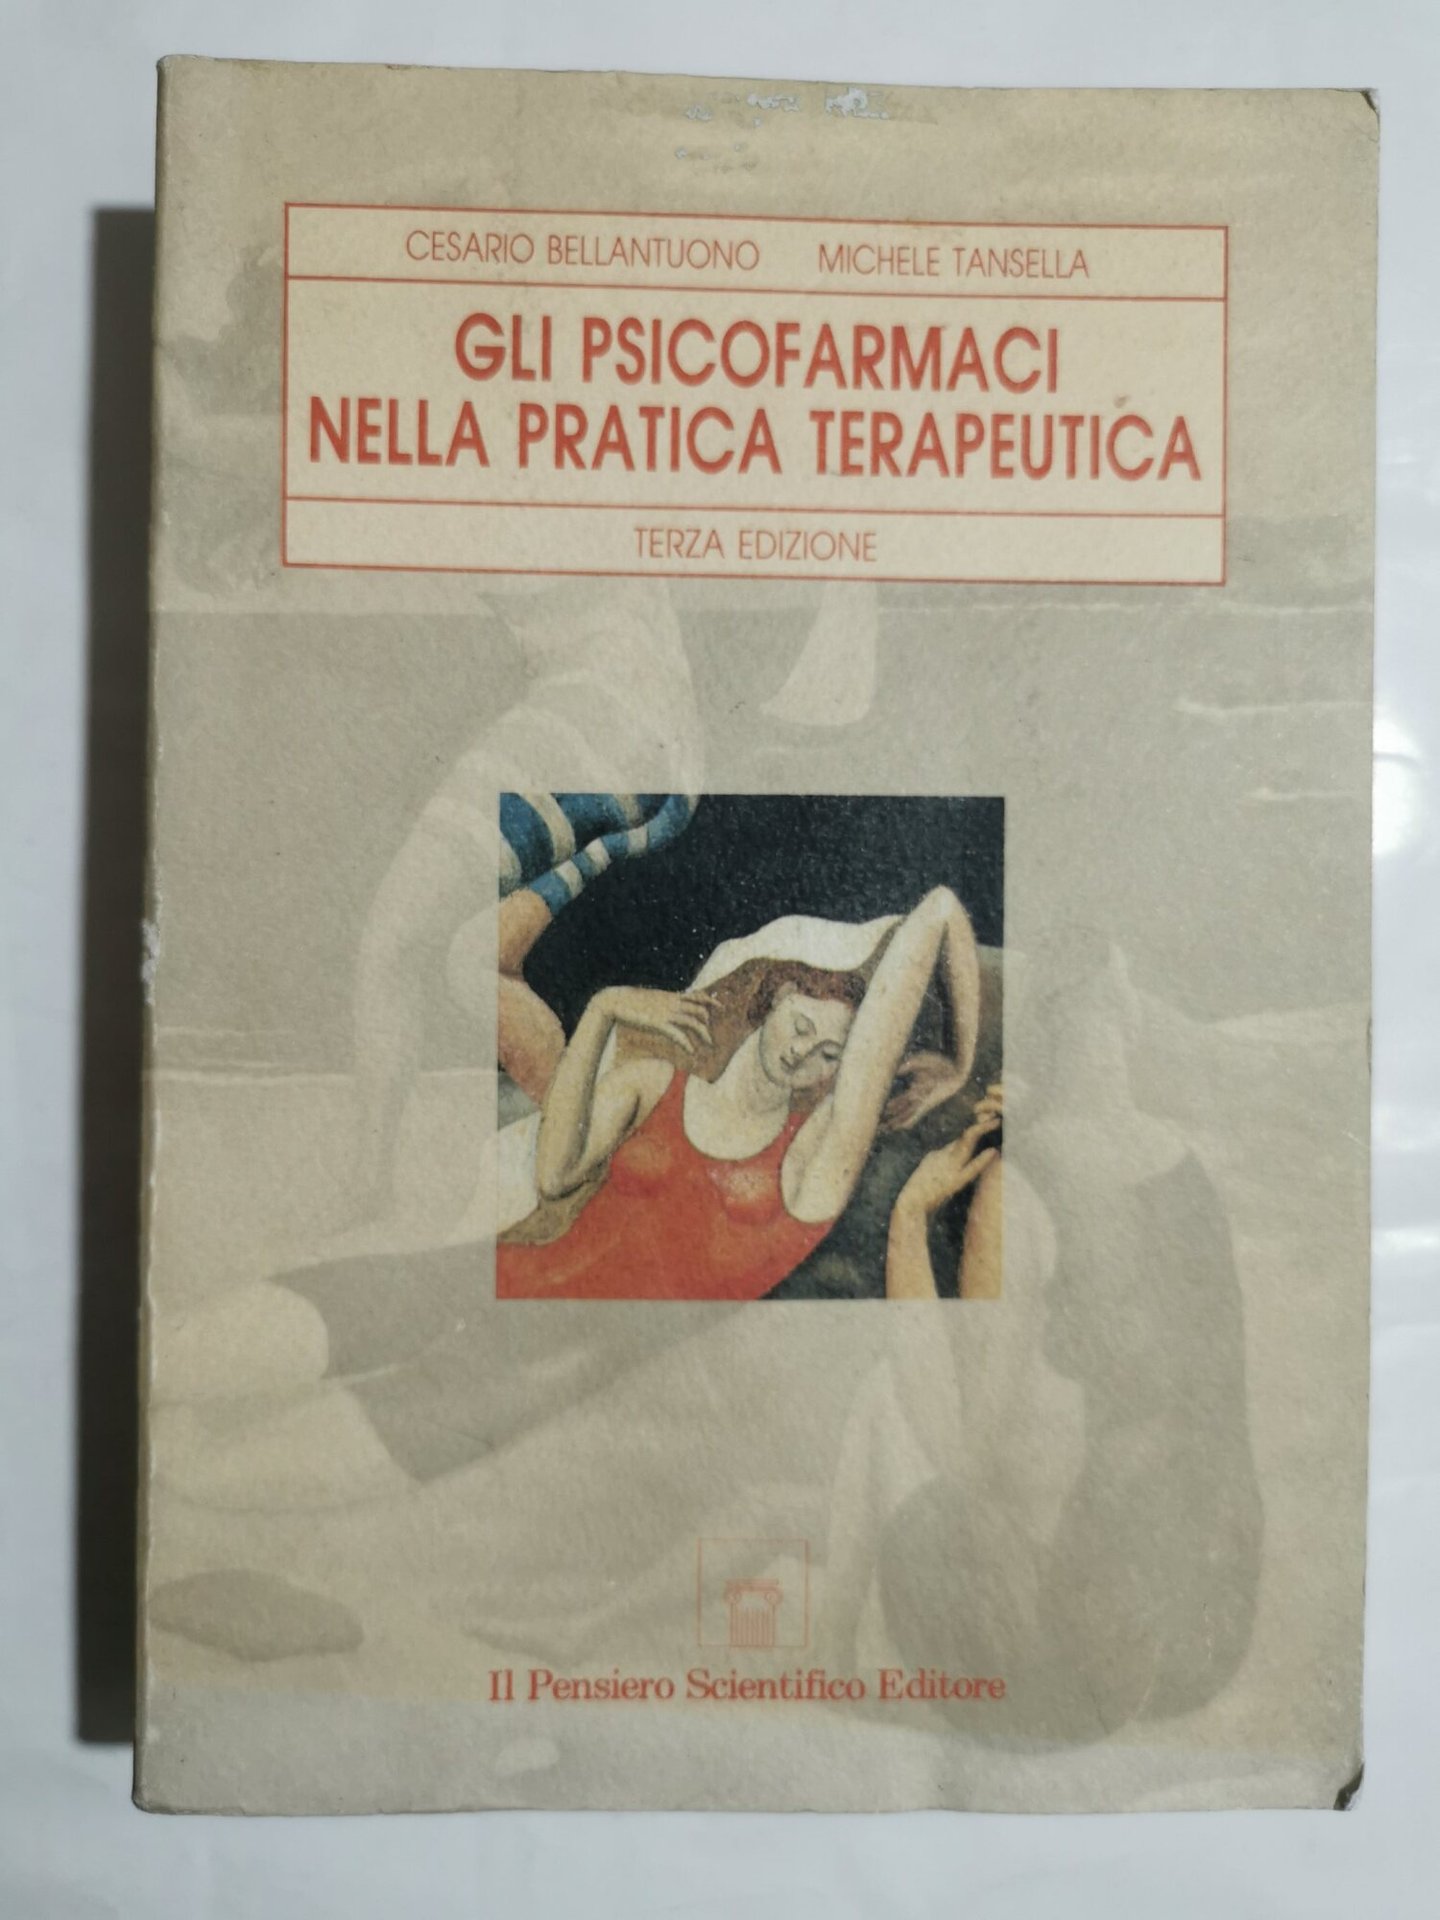 CESARIO BELLANTUONO MICHELE TANSELLA
GLI PSICOFARMACI
NELLA PRATICA TERAPEUTICA
TERZA EDIZIONE
Il Pensiero Scientifico Editore